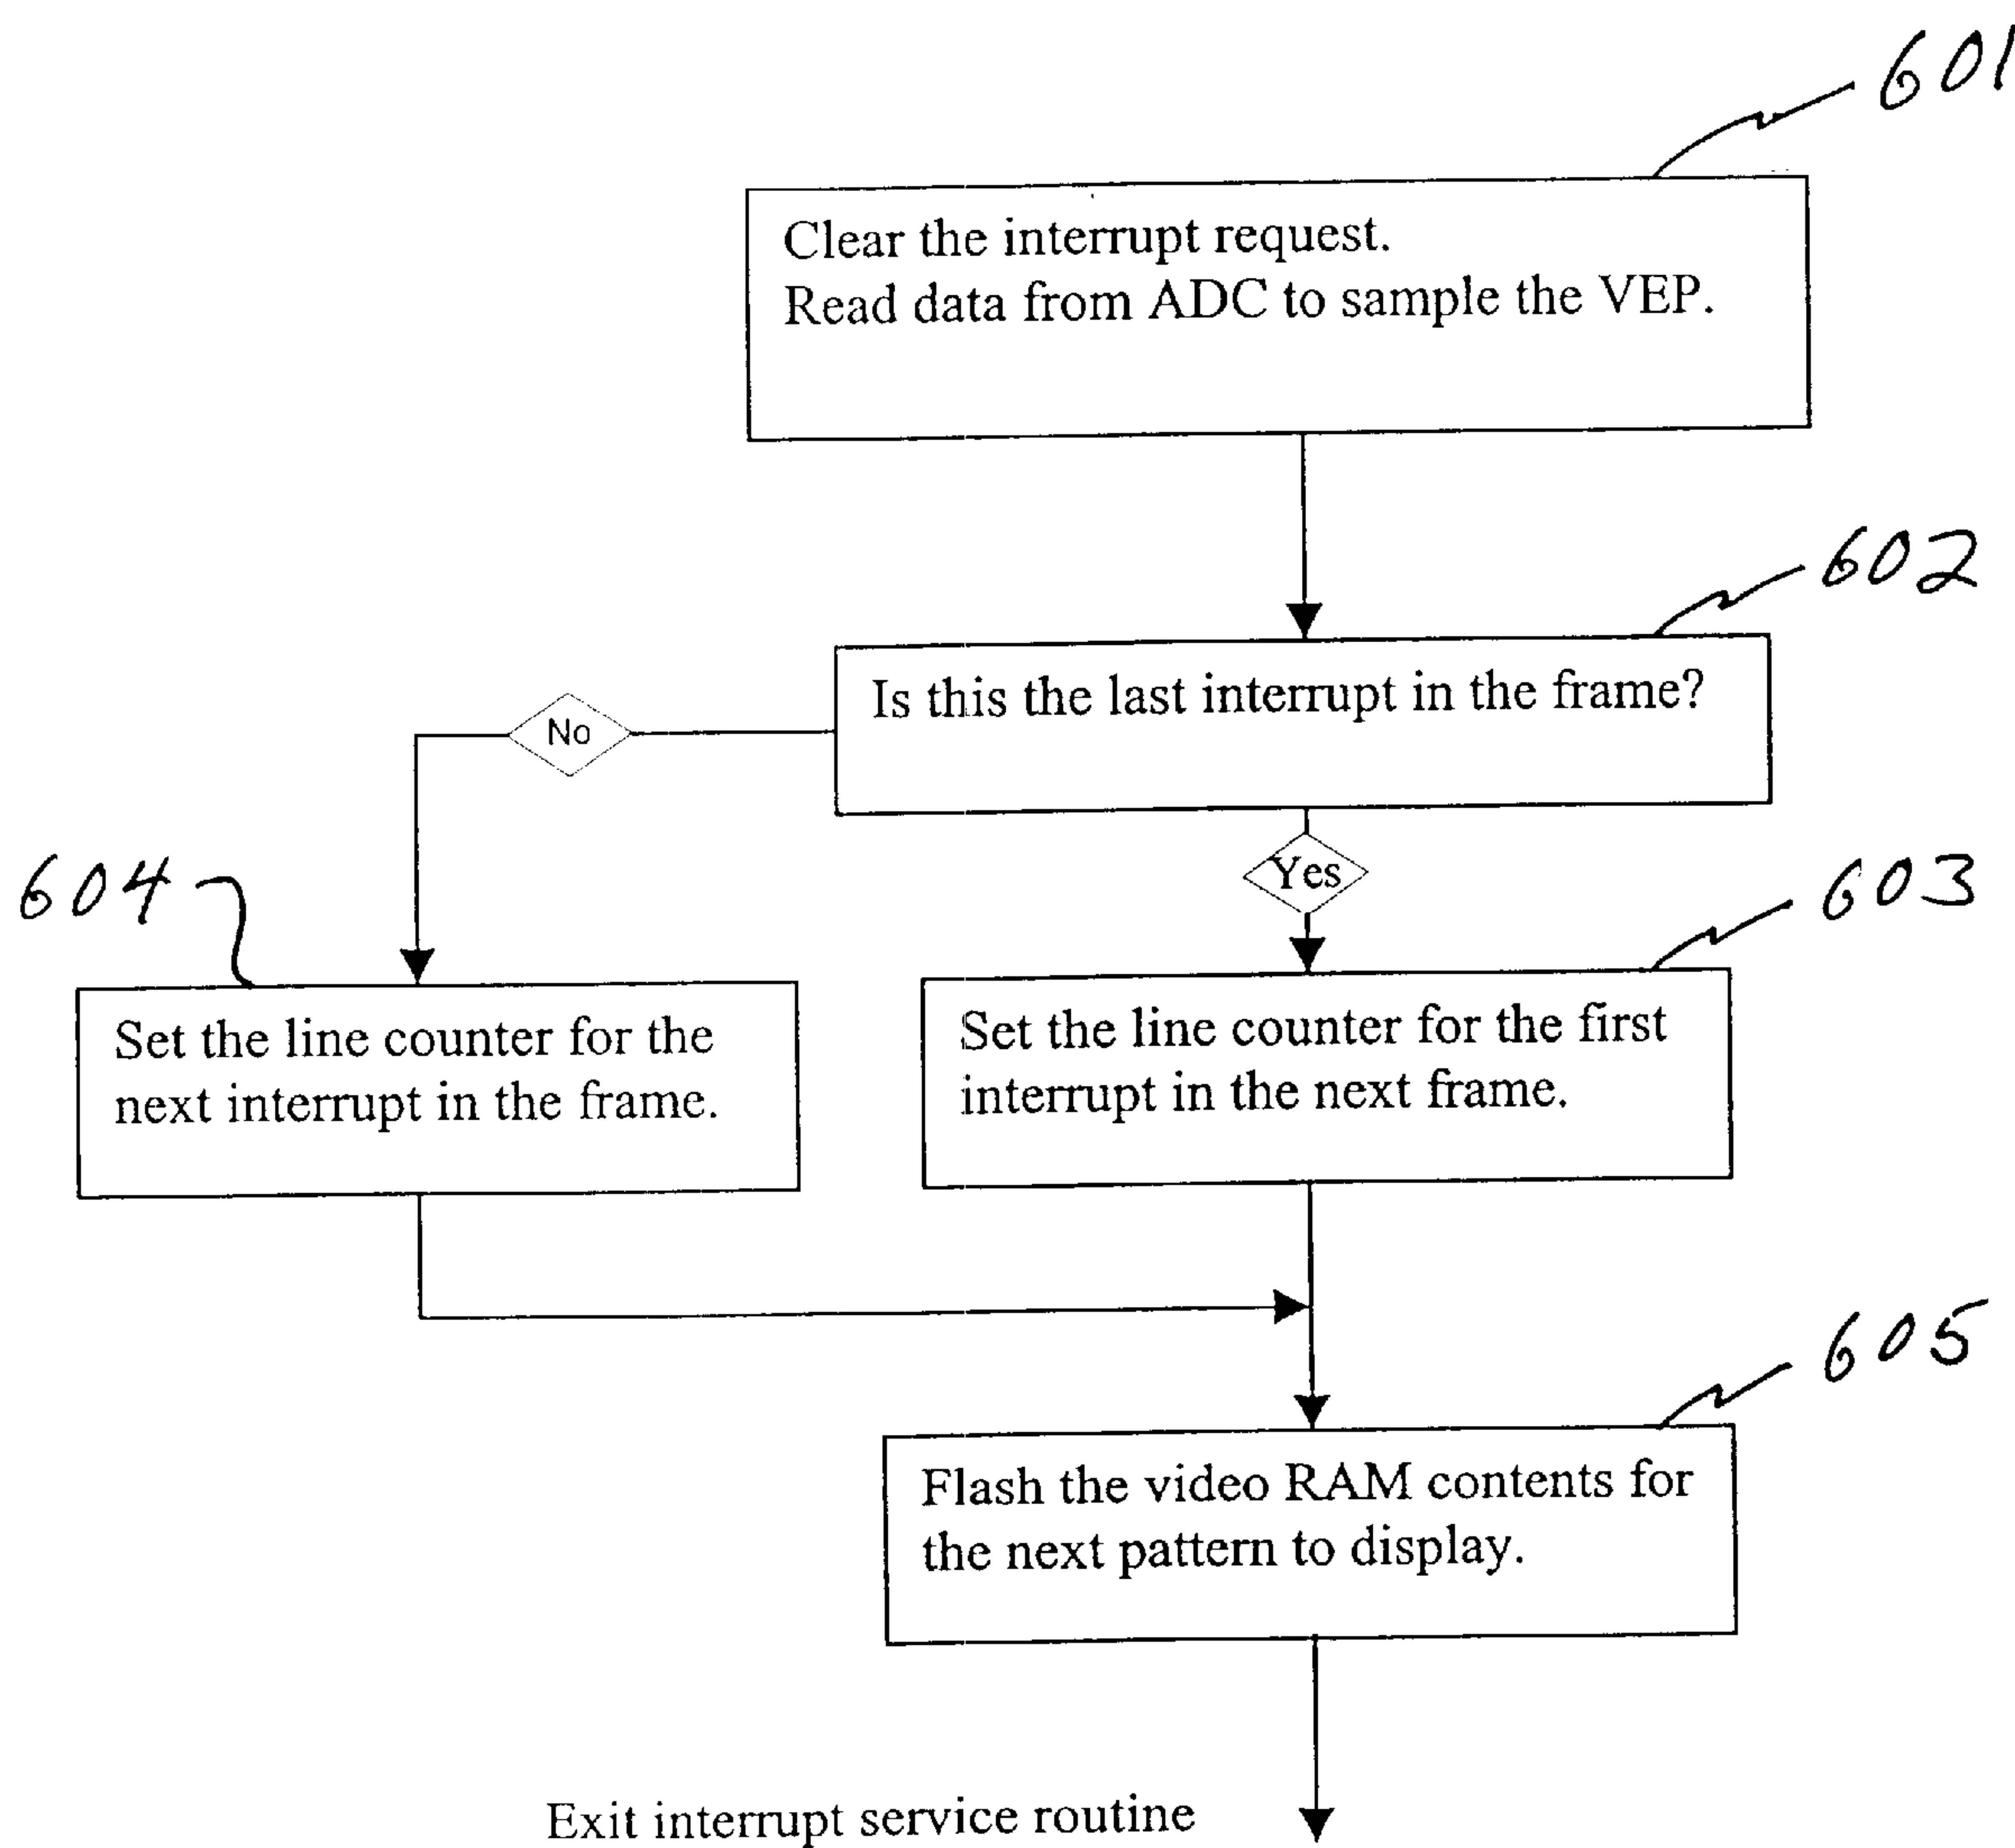 601
Clear the interrupt request.
Read data from ADC to sample the VEP.
602
Is this the last interrupt in the frame?
No
Yes
604
603
Set the line counter for the
next interrupt in the frame.
Set the line counter for the first
interrupt in the next frame.
605
Flash the video RAM contents for
the next pattern to display.
Exit interrupt service routine